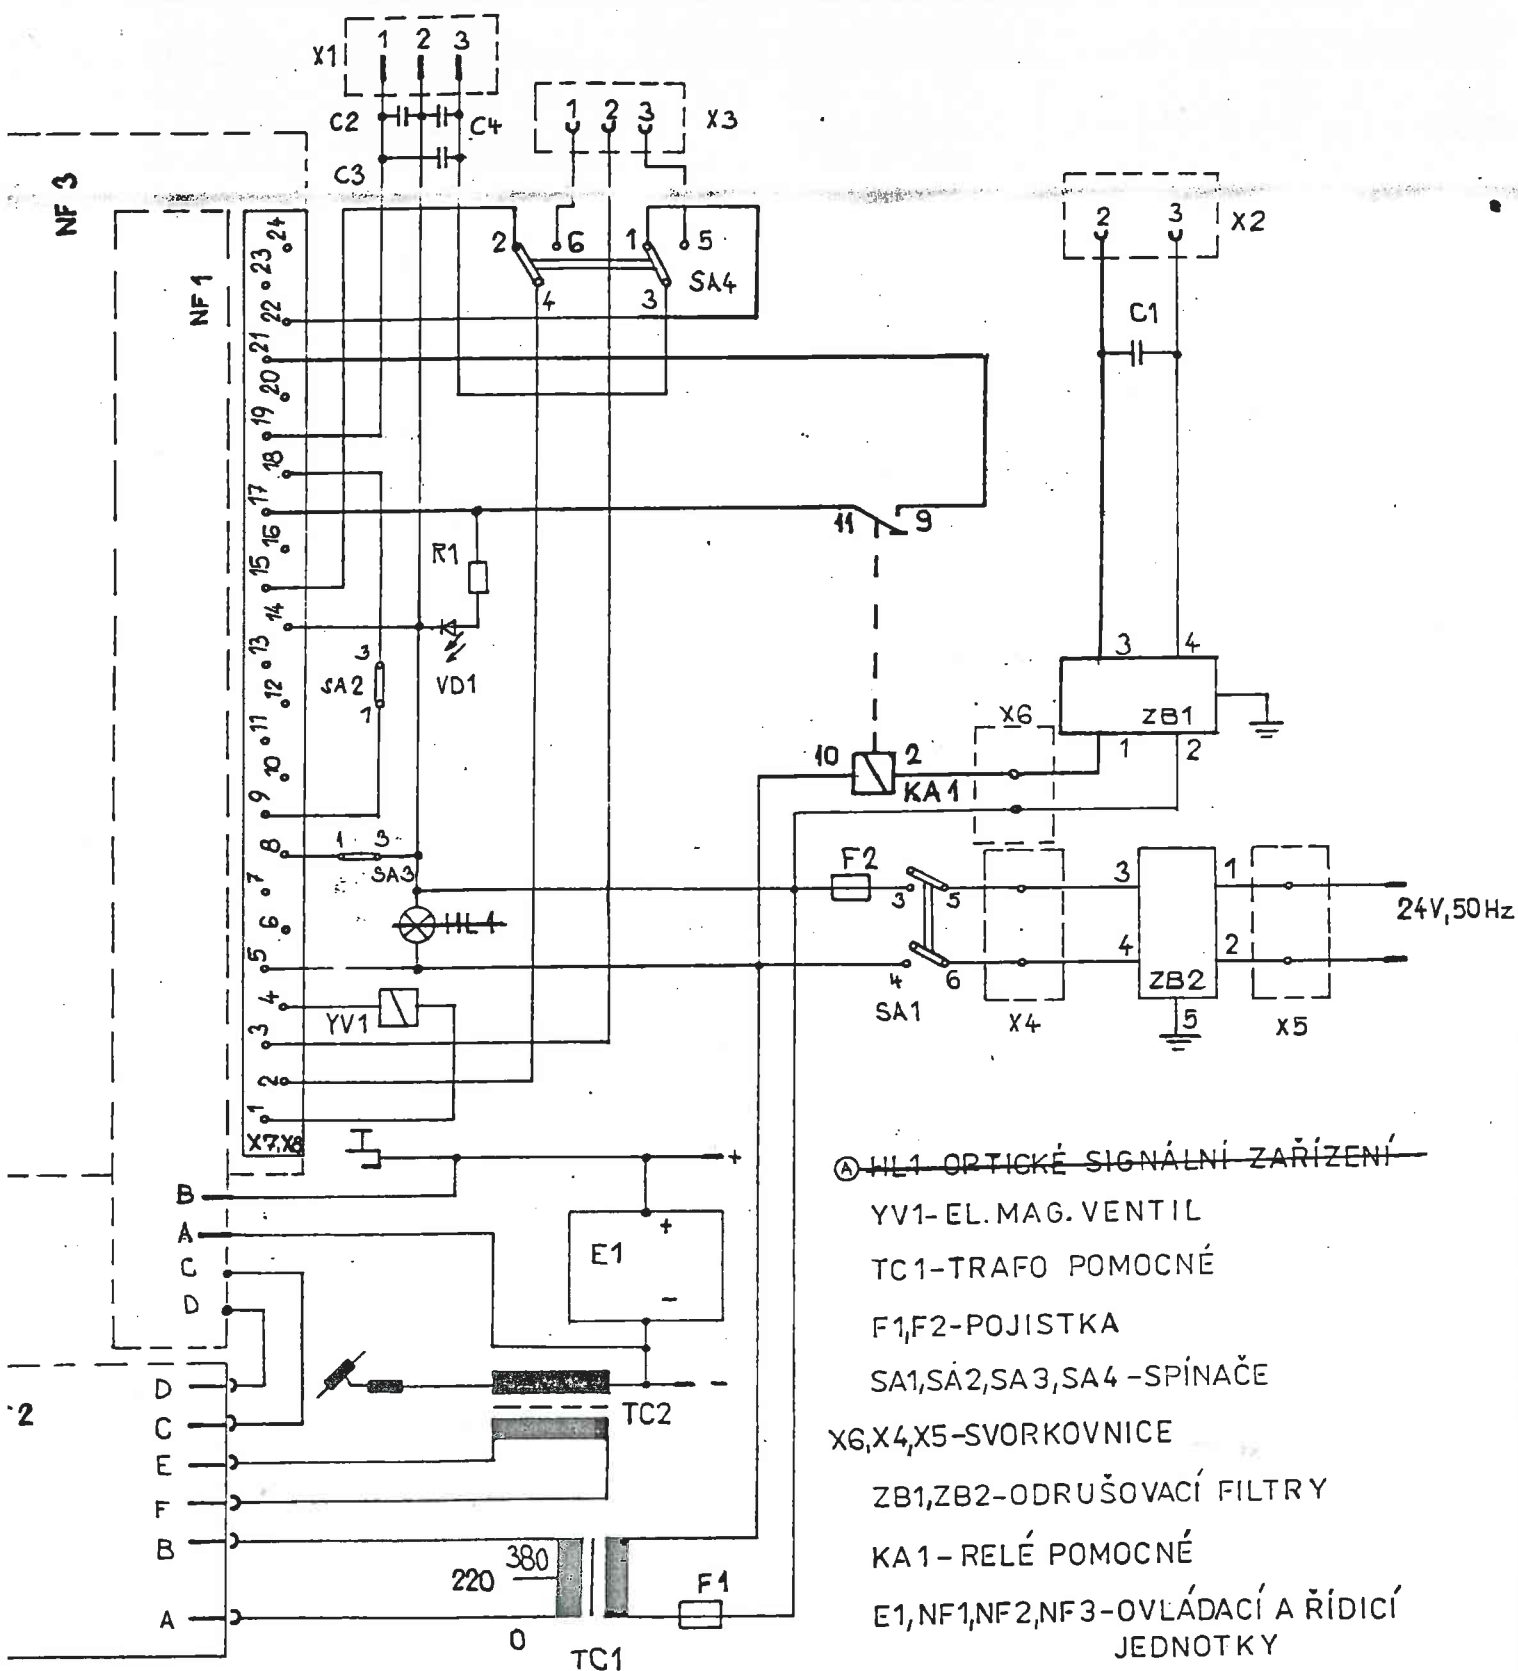 X1
1 2 3
C2
C4
C3
1 2 3
X3
NF 3
NF1
24
23
22
21
20
19
18
17
16
15
14
13
12
11
10
9
8
7
6
5
4
3
2
1
X7,X8
2 6 1 5
SA4
4 3
2 3
X2
C1
11 9
R1
VD1
3
SA2
1
3 4
ZB1
1 2
X6
10 2
KA1
1 3
SA3
HL1
F2
3 5
4 6
SA1
X4
3 1
4 2
ZB2
5
X5
24V,50Hz
YV1
+
B
A
C
D
E1
+
-
-
D
C
E
F
B
A
2
TC2
380
220
0
TC1
F1
A HL1 OPTICKÉ SIGNÁLNÍ ZAŘÍZENÍ
YV1-EL.MAG.VENTIL
TC1-TRAFO POMOCNÉ
F1,F2-POJISTKA
SA1,SA2,SA3,SA4-SPÍNAČE
X6,X4,X5-SVORKOVNICE
ZB1,ZB2-ODRUŠOVACÍ FILTRY
KA1-RELÉ POMOCNÉ
E1,NF1,NF2,NF3-OVLÁDACÍ A ŘÍDICÍ
JEDNOTKY